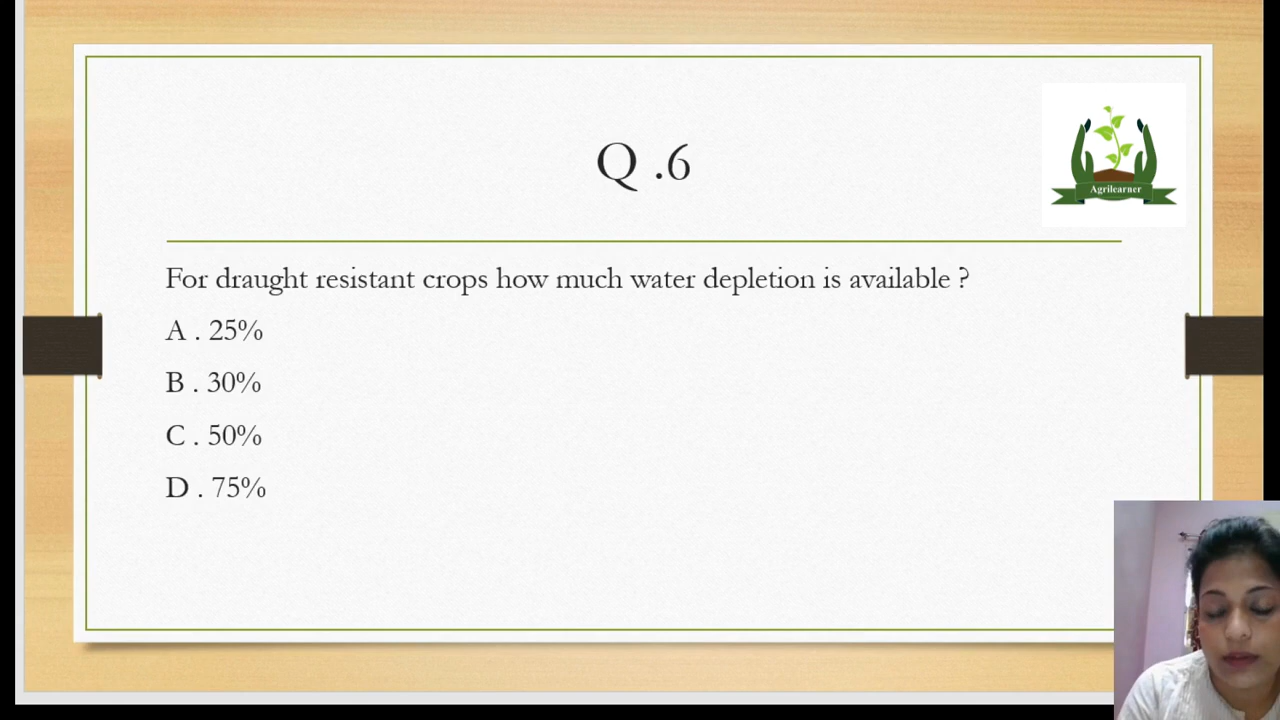 Q .6
Agrilearner
For draught resistant crops how much water depletion is available ?
A . 25%
B . 30%
C . 50%
D . 75%